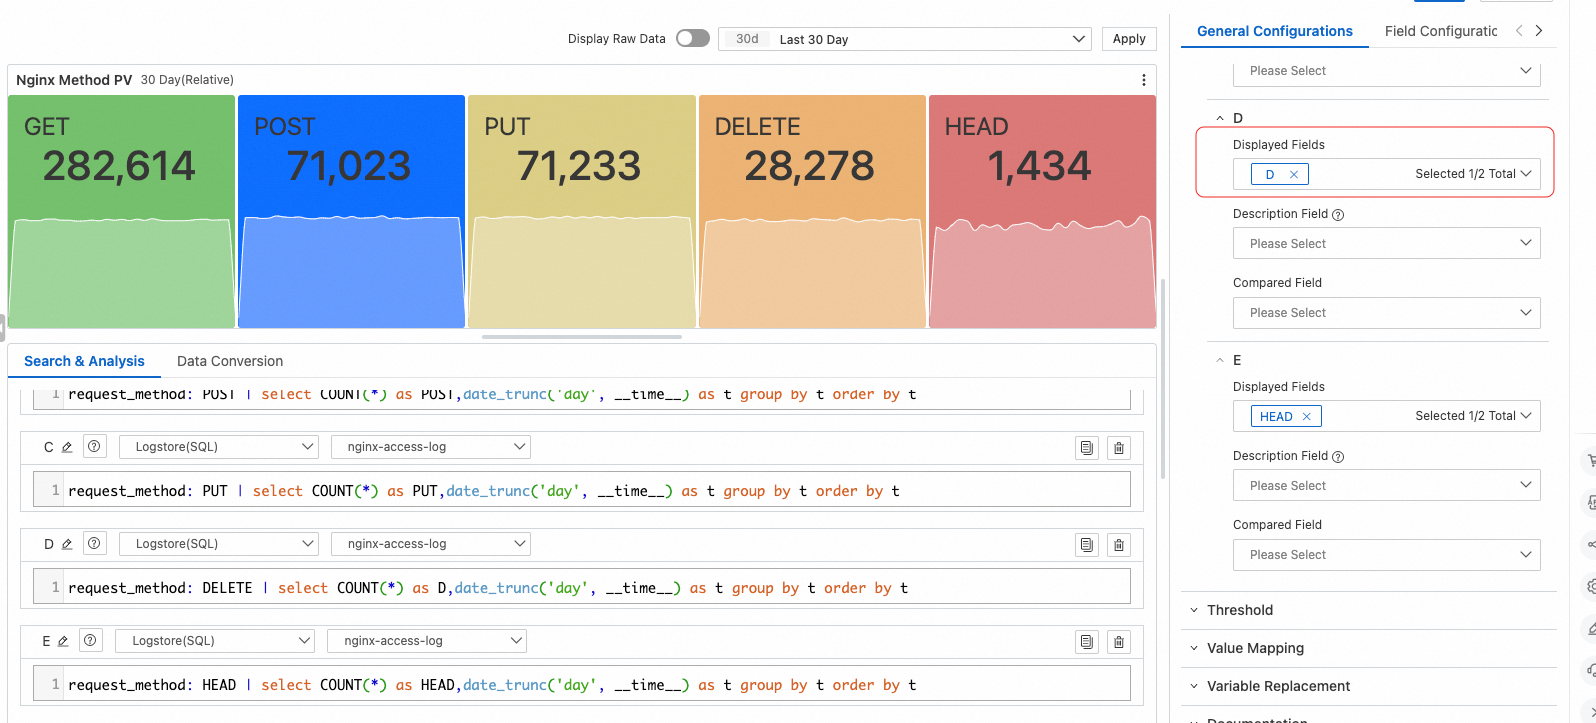 Display Raw Data
30d Last 30 Day
Apply
Nginx Method PV 30 Day(Relative)
GET
282,614
POST
71,023
PUT
71,233
DELETE
28,278
HEAD
1,434
Search & Analysis
Data Conversion
1 request_method: POST | select COUNT(*) as POST,date_trunc('day', __time__) as t group by t order by t
C
Logstore(SQL)
nginx-access-log
1 request_method: PUT | select COUNT(*) as PUT,date_trunc('day', __time__) as t group by t order by t
D
Logstore(SQL)
nginx-access-log
1 request_method: DELETE | select COUNT(*) as D,date_trunc('day', __time__) as t group by t order by t
E
Logstore(SQL)
nginx-access-log
1 request_method: HEAD | select COUNT(*) as HEAD,date_trunc('day', __time__) as t group by t order by t
General Configurations
Field Configuratic
Please Select
D
Displayed Fields
D × Selected 1/2 Total
Description Field
Please Select
Compared Field
Please Select
E
Displayed Fields
HEAD × Selected 1/2 Total
Description Field
Please Select
Compared Field
Please Select
Threshold
Value Mapping
Variable Replacement
Documentation